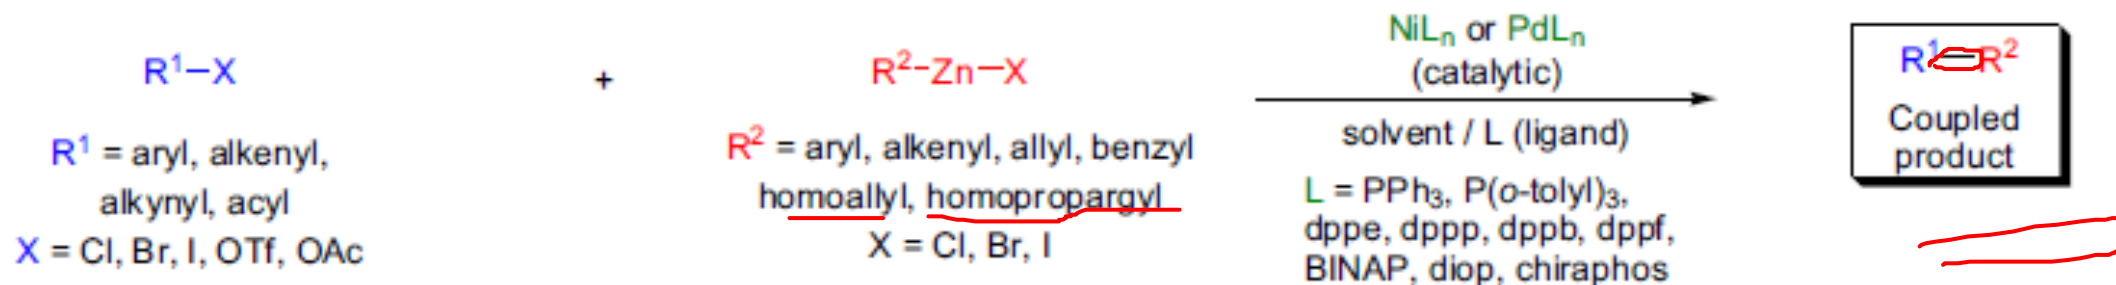 R¹–X
+
R²-Zn–X
NiLₙ or PdLₙ
(catalytic)
solvent / L (ligand)
R¹–R²
Coupled
product
R¹ = aryl, alkenyl,
alkynyl, acyl
X = Cl, Br, I, OTf, OAc
R² = aryl, alkenyl, allyl, benzyl
homoallyl, homopropargyl
X = Cl, Br, I
L = PPh₃, P(o-tolyl)₃,
dppe, dppp, dppb, dppf,
BINAP, diop, chiraphos